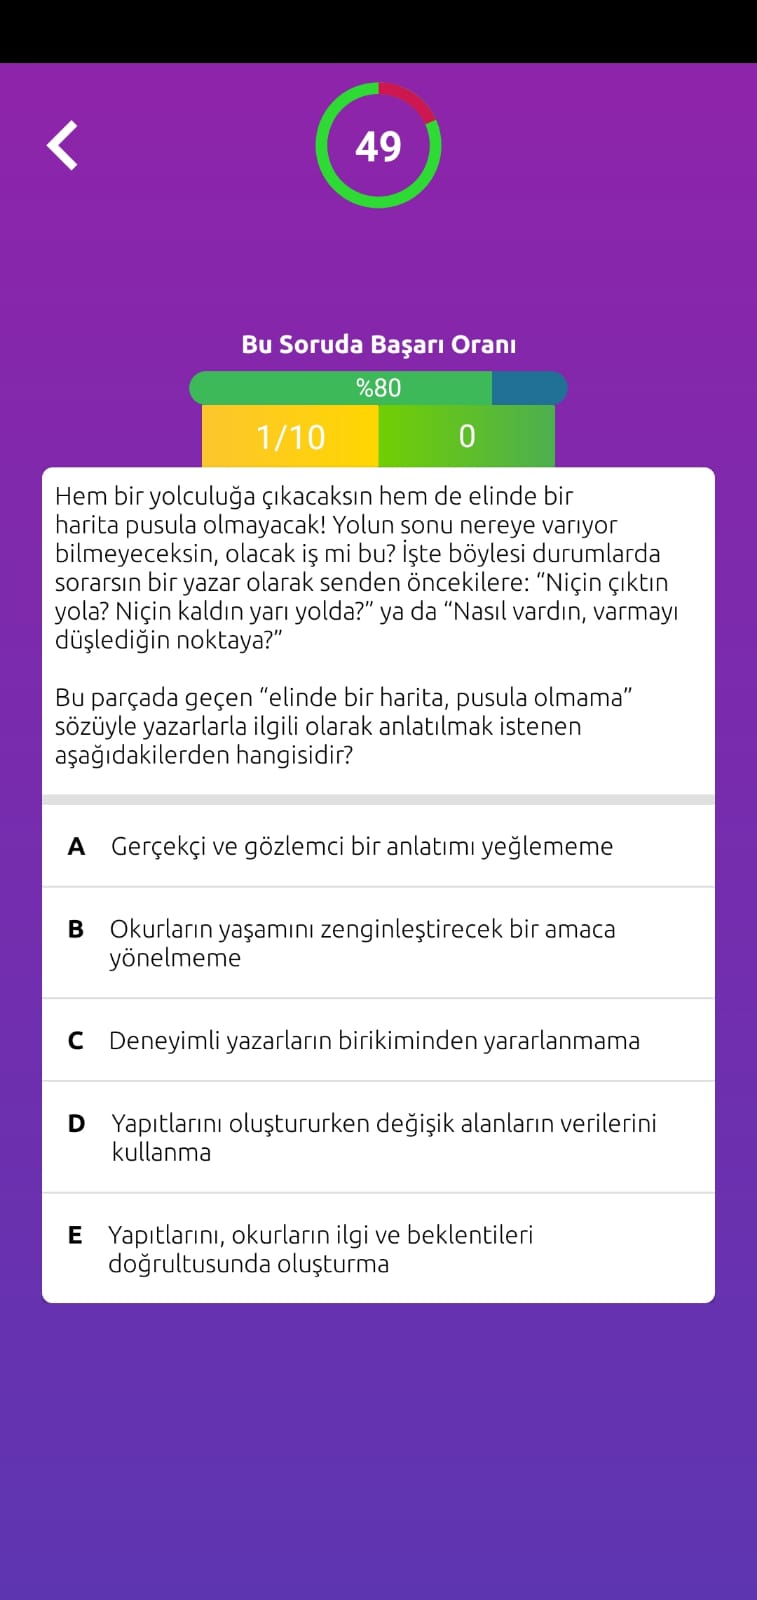 49
Bu Soruda Başarı Oranı
%80
1/10
0
Hem bir yolculuğa çıkacaksın hem de elinde bir
harita pusula olmayacak! Yolun sonu nereye varıyor
bilmeyeceksin, olacak iş mi bu? İşte böylesi durumlarda
sorarsın bir yazar olarak senden öncekilere: “Niçin çıktın
yola? Niçin kaldın yarı yolda?” ya da “Nasıl vardın, varmayı
düşlediğin noktaya?”
Bu parçada geçen “elinde bir harita, pusula olmama”
sözüyle yazarlarla ilgili olarak anlatılmak istenen
aşağıdakilerden hangisidir?
A Gerçekçi ve gözlemci bir anlatımı yeğlememe
B Okurların yaşamını zenginleştirecek bir amaca
yönelmeme
C Deneyimli yazarların birikiminden yararlanmama
D Yapıtlarını oluştururken değişik alanların verilerini
kullanma
E Yapıtlarını, okurların ilgi ve beklentileri
doğrultusunda oluşturma